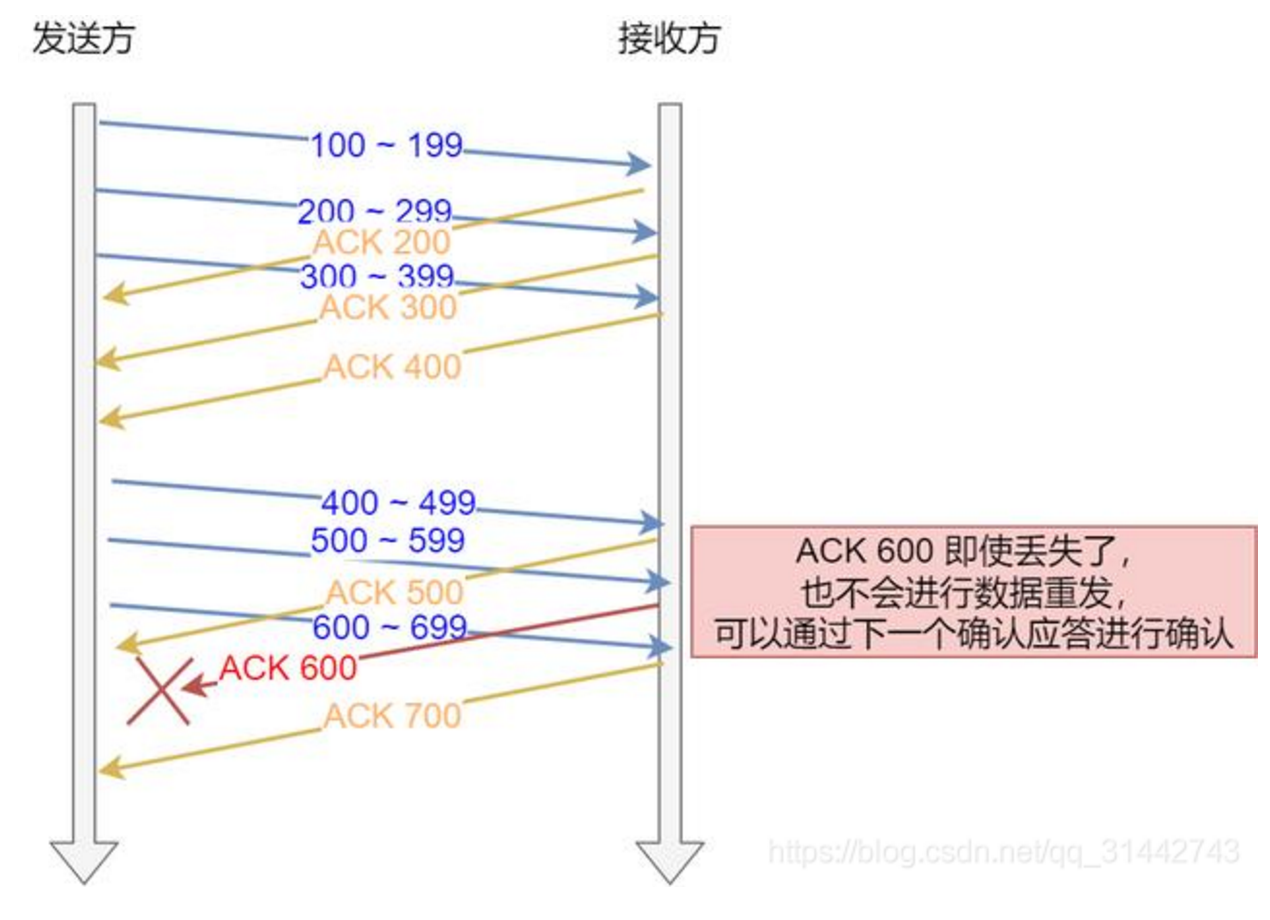 发送方
接收方
100 ~ 199
200 ~ 299
ACK 200
300 ~ 399
ACK 300
ACK 400
400 ~ 499
500 ~ 599
ACK 500
600 ~ 699
ACK 600
ACK 700
ACK 600 即使丢失了，
也不会进行数据重发，
可以通过下一个确认应答进行确认
https://blog.csdn.net/qq_31442743